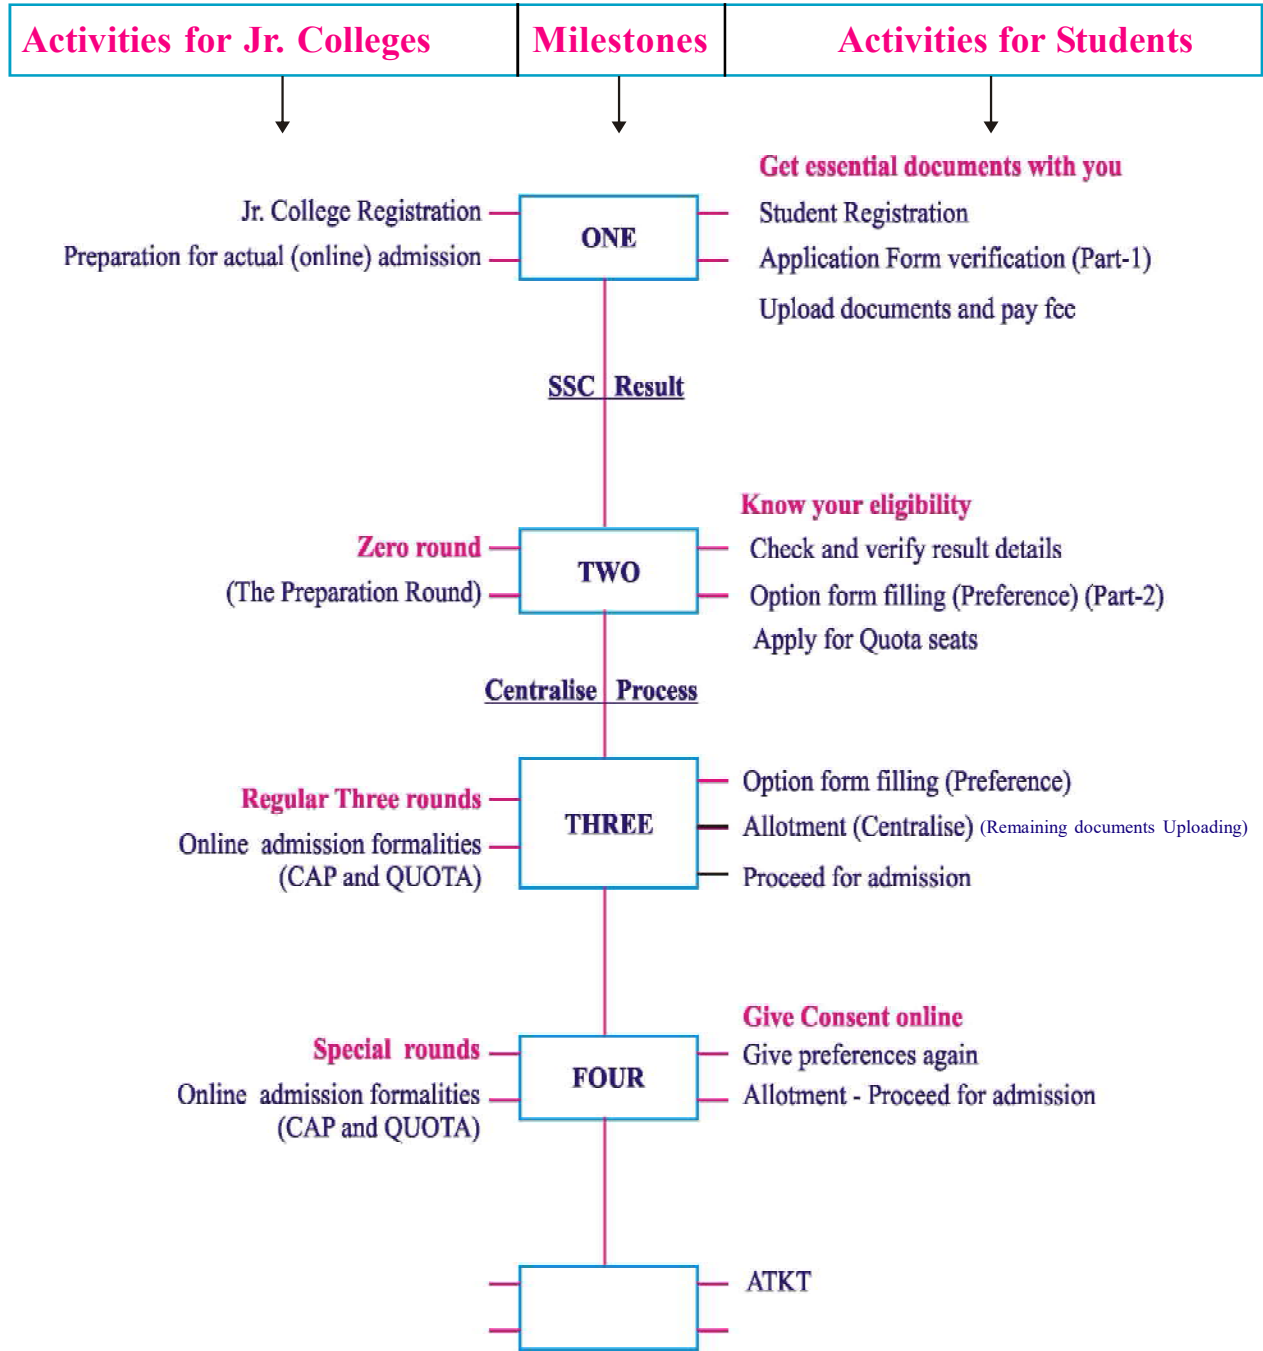 Activities for Jr. Colleges
Milestones
Activities for Students
Get essential documents with you
Jr. College Registration
Student Registration
ONE
Preparation for actual (online) admission
Application Form verification (Part-1)
Upload documents and pay fee
SSC Result
Know your eligibility
Zero round
Check and verify result details
TWO
(The Preparation Round)
Option form filling (Preference) (Part-2)
Apply for Quota seats
Centralise Process
Option form filling (Preference)
Regular Three rounds
THREE
Allotment (Centralise) (Remaining documents Uploading)
Online admission formalities
(CAP and QUOTA)
Proceed for admission
Give Consent online
Special rounds
Give preferences again
FOUR
Online admission formalities
Allotment - Proceed for admission
(CAP and QUOTA)
ATKT